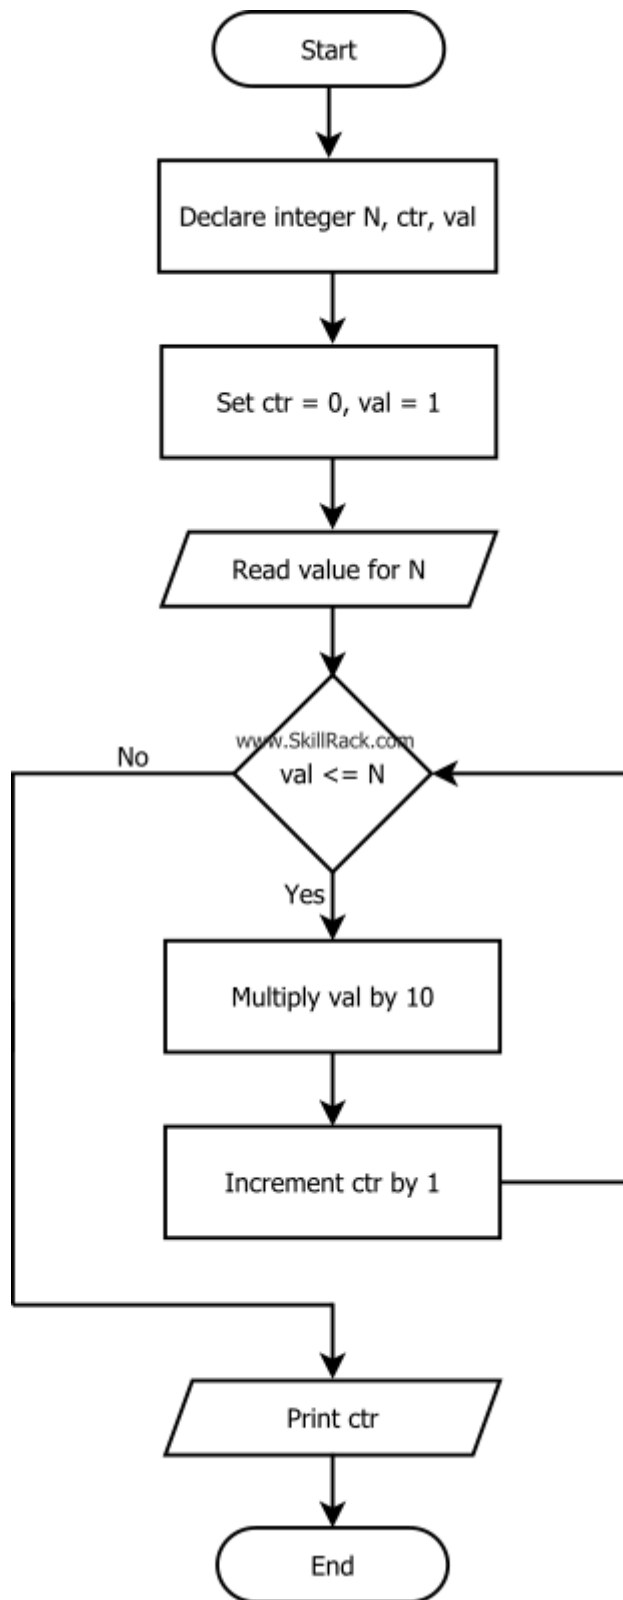 Start
Declare integer N, ctr, val
Set ctr = 0, val = 1
Read value for N
www.SkillRack.com
val <= N
No
Yes
Multiply val by 10
Increment ctr by 1
Print ctr
End